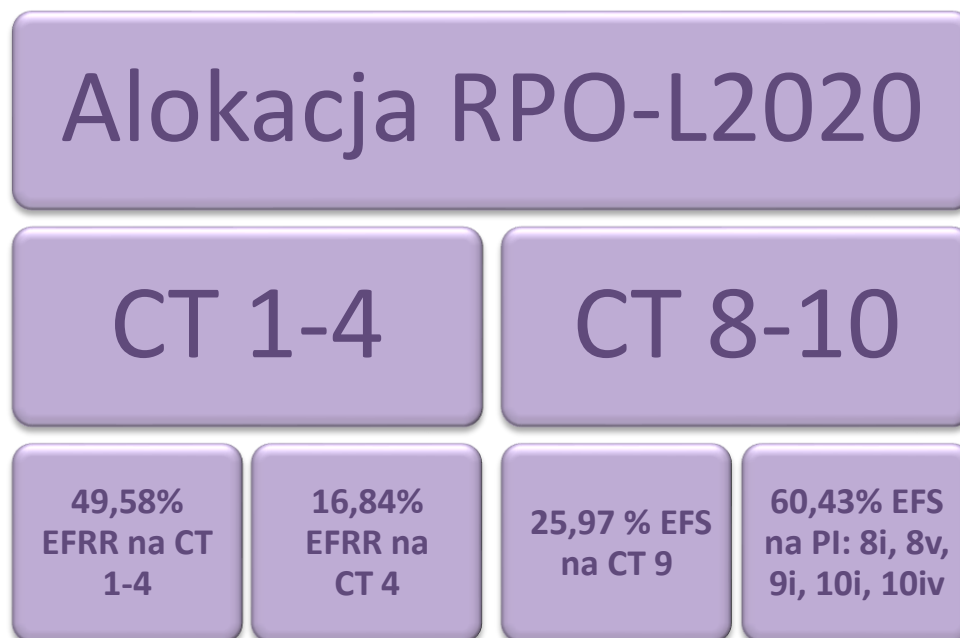 Alokacja RPO-L2020
CT 1-4
CT 8-10
49,58%
EFRR na CT
1-4
16,84%
EFRR na
CT 4
25,97 % EFS
na CT 9
60,43% EFS
na PI: 8i, 8v,
9i, 10i, 10iv